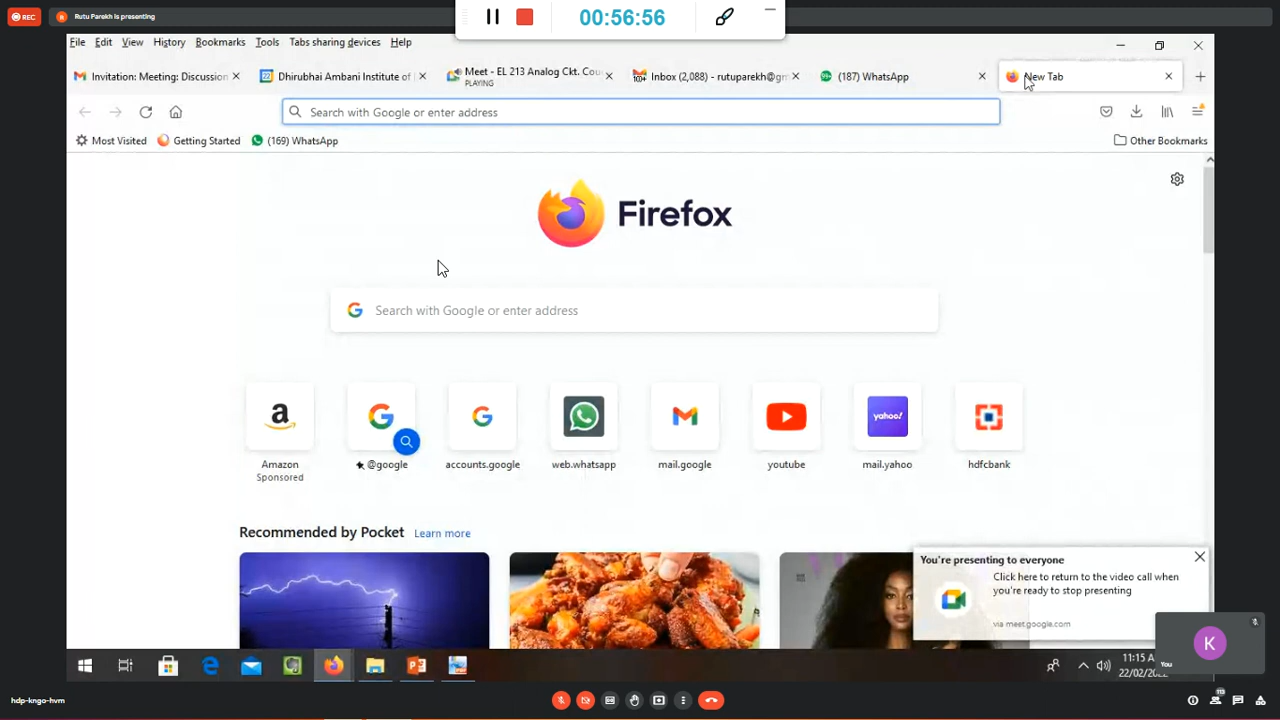 REC
R Rutu Parekh is presenting
00:56:56
File Edit View History Bookmarks Tools Tabs sharing devices Help
Invitation: Meeting: Discussion
Dhirubhai Ambani Institute of
Meet - EL 213 Analog Ckt. Cou
PLAYING
Inbox (2,088) - rutuparekh@gm
(187) WhatsApp
New Tab
Search with Google or enter address
Most Visited Getting Started (169) WhatsApp Other Bookmarks
Firefox
Search with Google or enter address
Amazon
Sponsored
@google
accounts.google
web.whatsapp
mail.google
youtube
yahoo!
mail.yahoo
hdfcbank
Recommended by Pocket Learn more
You're presenting to everyone
Click here to return to the video call when
you're ready to stop presenting
via meet.google.com
K
You
11:15 A
22/02/2022
hdp-kngo-hvm
113